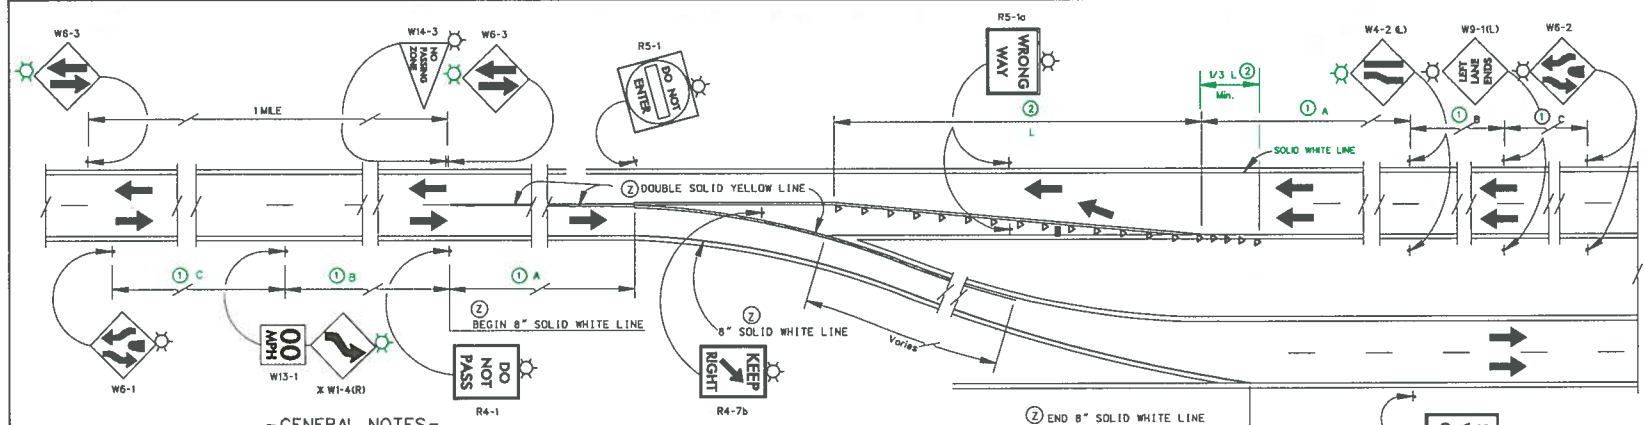 W6-3
W14-3
NO
PASSING
ZONE
W6-3
R5-1
DO NOT
ENTER
R5-1a
WRONG
WAY
W4-2 (L)
W9-1(L)
LEFT
LANE
ENDS
W6-2
1 MILE
2
L
1/3 L 2
Min.
1 A
1 B
1 C
SOLID WHITE LINE
Z DOUBLE SOLID YELLOW LINE
1 C
1 B
1 A
Z
BEGIN 8" SOLID WHITE LINE
Z
8" SOLID WHITE LINE
Varies
W6-1
00
MPH
W13-1
X W1-4(R)
DO
NOT
PASS
R4-1
KEEP
RIGHT
R4-7b
Z END 8" SOLID WHITE LINE
-GENERAL NOTES-